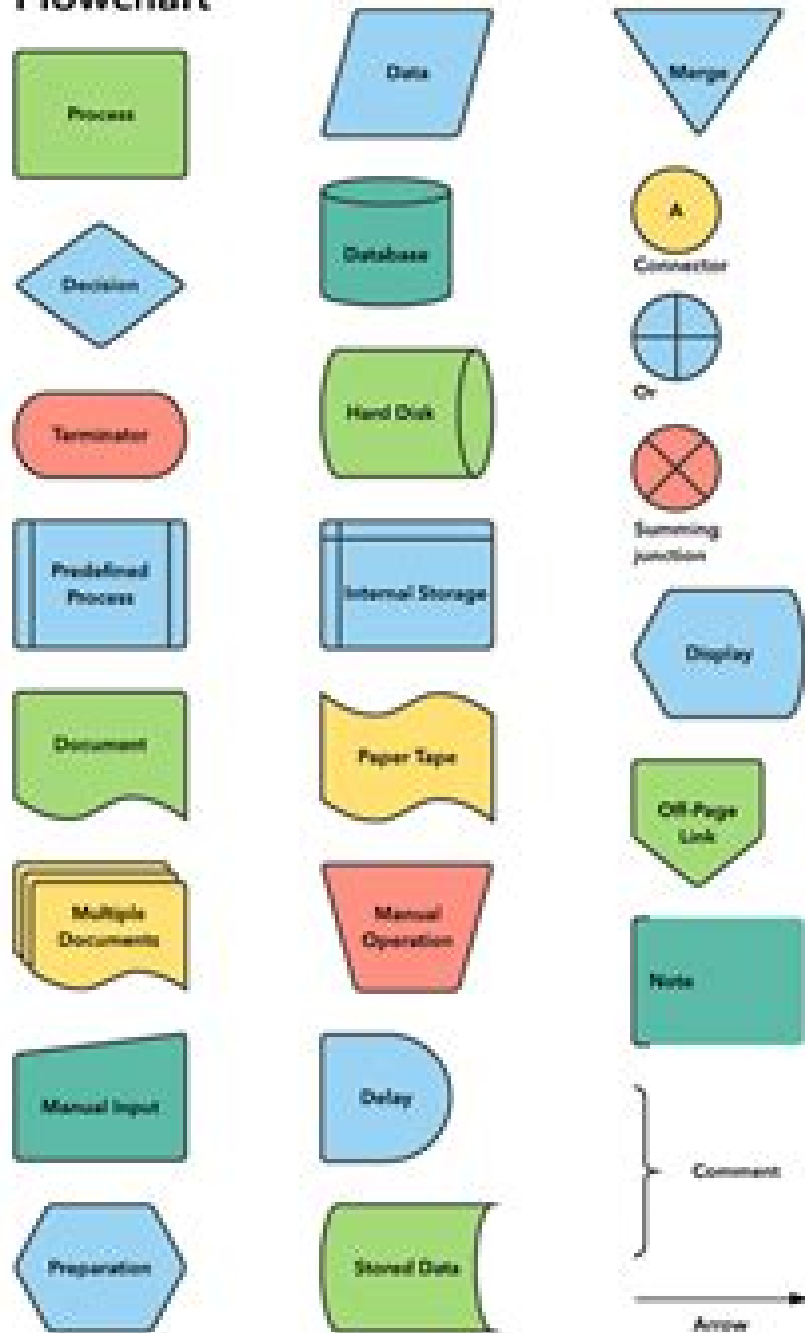 Flowchart
Process
Decision
Terminator
Predefined
Process
Document
Multiple
Documents
Manual Input
Preparation
Data
Database
Hard Disk
Internal Storage
Paper Tape
Manual
Operation
Delay
Stored Data
Merge
A
Connector
Or
Summing
junction
Display
Off-Page
Link
Note
Comment
Arrow